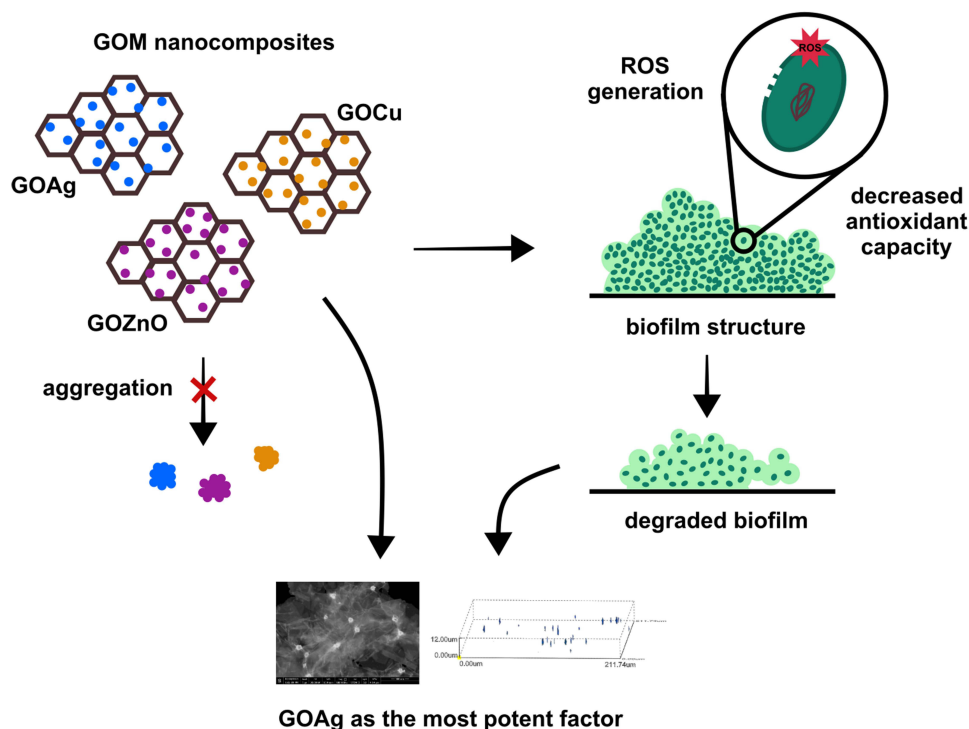 GOM nanocomposites
GOAg
GOCu
GOZnO
aggregation
ROS
generation
ROS
decreased
antioxidant
capacity
biofilm structure
degraded biofilm
12.00um
0.00um
0.00um
211.74um
GOAg as the most potent factor